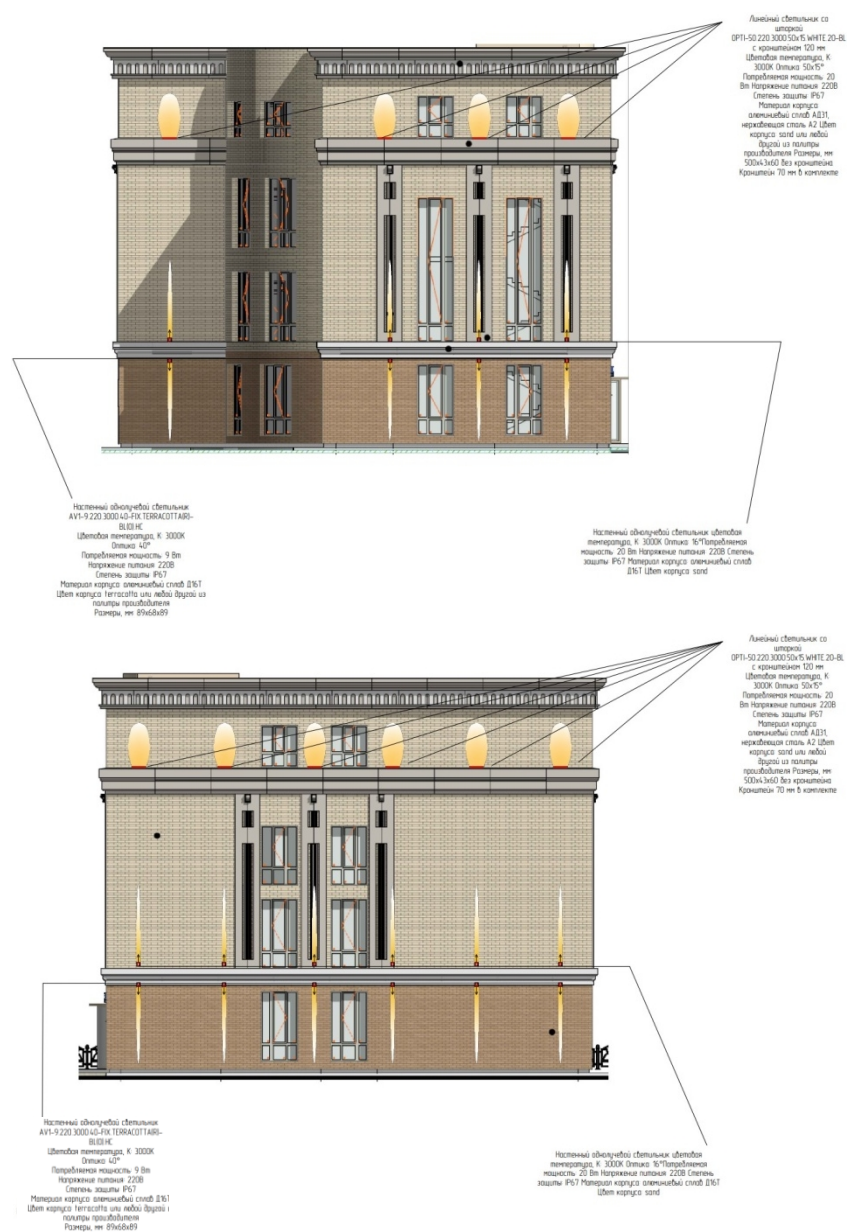 Линейный светильник со
шторкой
OPTI-50.220.3000.50x15.WHITE.20-BL
с кронштейном 120 мм
Цветовая температура, К
3000К Оптика 50x15°
Потребляемая мощность: 20
Вт Напряжение питания 220В
Степень защиты IP67
Материал корпуса
алюминиевый сплав АД31,
нержавеющая сталь А2 Цвет
корпуса sand или любой
другой из палитры
производителя Размеры, мм
500x43x60 без кронштейна
Кронштейн 70 мм в комплекте
Настенный однолучевой светильник
AV1-9.220.3000.40-FIX.TERRACOTTA(R)-
BL(D).HC
Цветовая температура, К 3000К
Оптика 40°
Потребляемая мощность 9 Вт
Напряжение питания 220В
Степень защиты IP67
Материал корпуса: алюминиевый сплав Д16Т
Цвет корпуса terracotta или любой другой из
палитры производителя
Размеры, мм 89x68x89
Настенный однолучевой светильник цветовая
температура, К 3000К Оптика 16°Потребляемая
мощность 20 Вт Напряжение питания 220В Степень
защиты IP67 Материал корпуса: алюминиевый сплав
Д16Т Цвет корпуса sand
Линейный светильник со
шторкой
OPTI-50.220.3000.50x15.WHITE.20-BL
с кронштейном 120 мм
Цветовая температура, К
3000К Оптика 50x15°
Потребляемая мощность: 20
Вт Напряжение питания 220В
Степень защиты IP67
Материал корпуса
алюминиевый сплав АД31,
нержавеющая сталь А2 Цвет
корпуса sand или любой
другой из палитры
производителя Размеры, мм
500x43x60 без кронштейна
Кронштейн 70 мм в комплекте
Настенный однолучевой светильник
AV1-9.220.3000.40-FIX.TERRACOTTA(R)-
BL(D).HC
Цветовая температура, К 3000К
Оптика 40°
Потребляемая мощность 9 Вт
Напряжение питания 220В
Степень защиты IP67
Материал корпуса: алюминиевый сплав Д16Т
Цвет корпуса terracotta или любой другой и
палитры производителя
Размеры, мм 89x68x89
Настенный однолучевой светильник цветовая
температура, К 3000К Оптика 16°Потребляемая
мощность 20 Вт Напряжение питания 220В Степень
защиты IP67 Материал корпуса: алюминиевый сплав Д16Т
Цвет корпуса sand